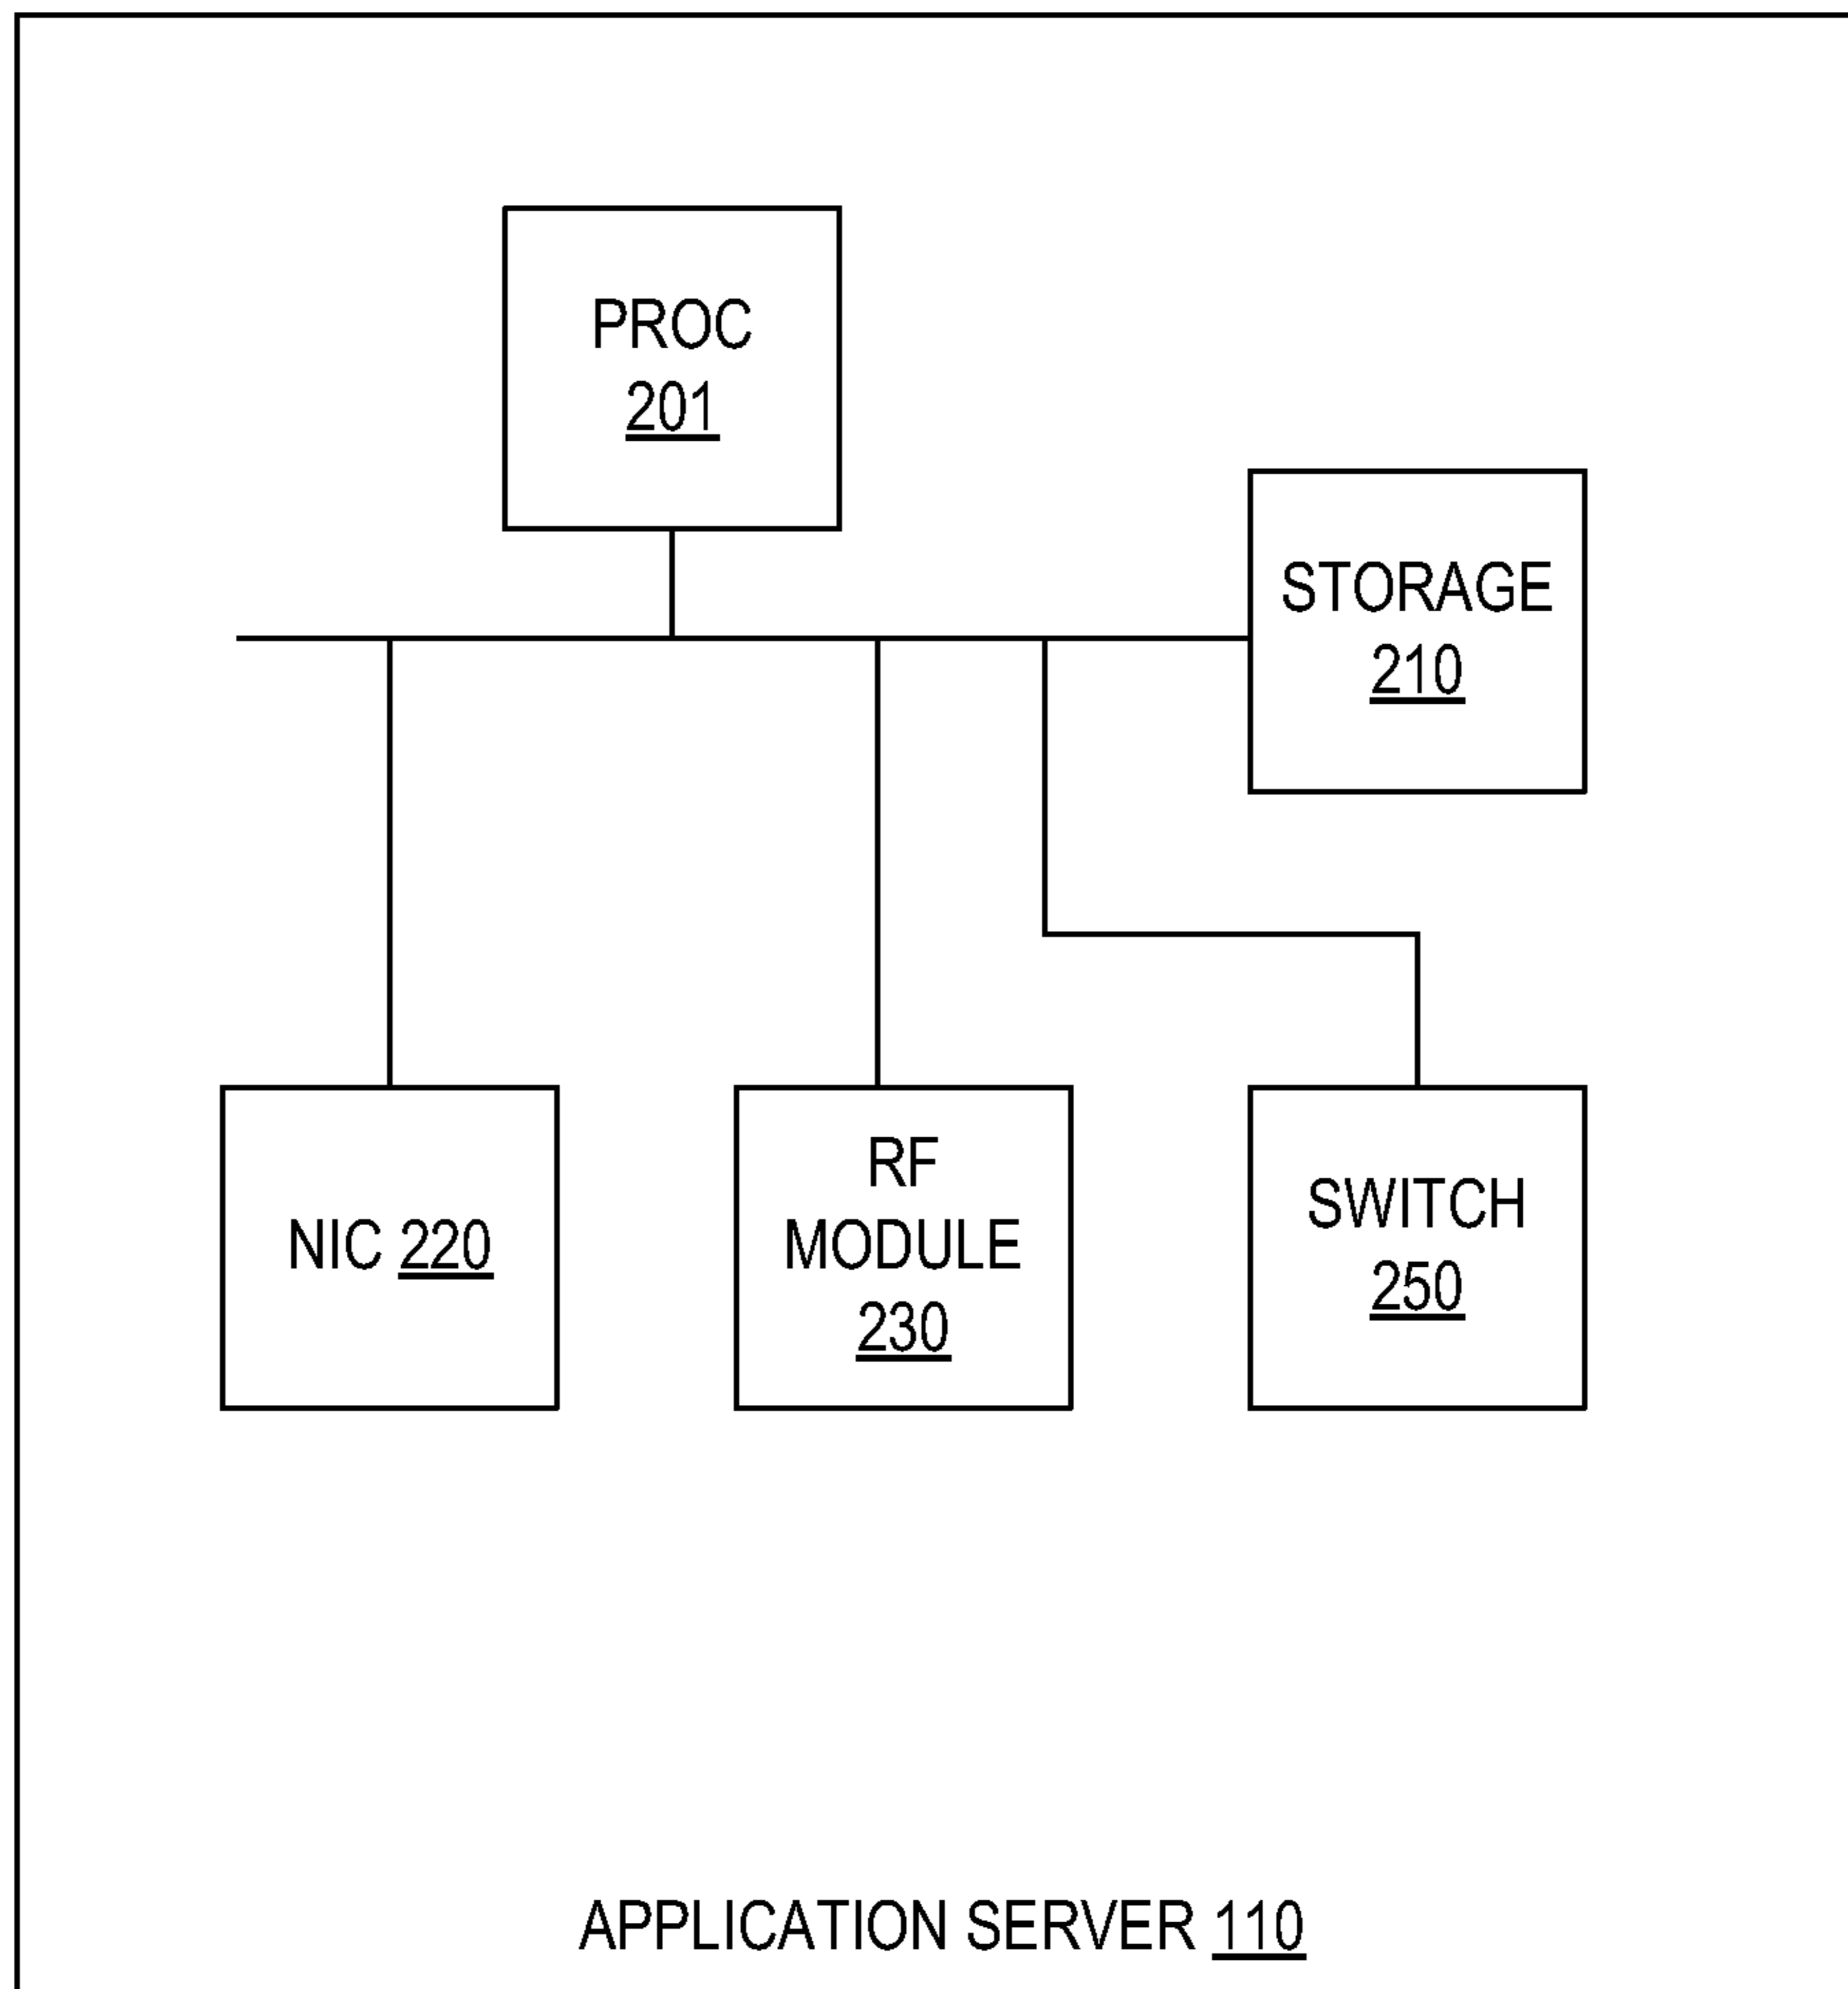 PROC
201
STORAGE
210
NIC 220
RF
MODULE
230
SWITCH
250
APPLICATION SERVER 110